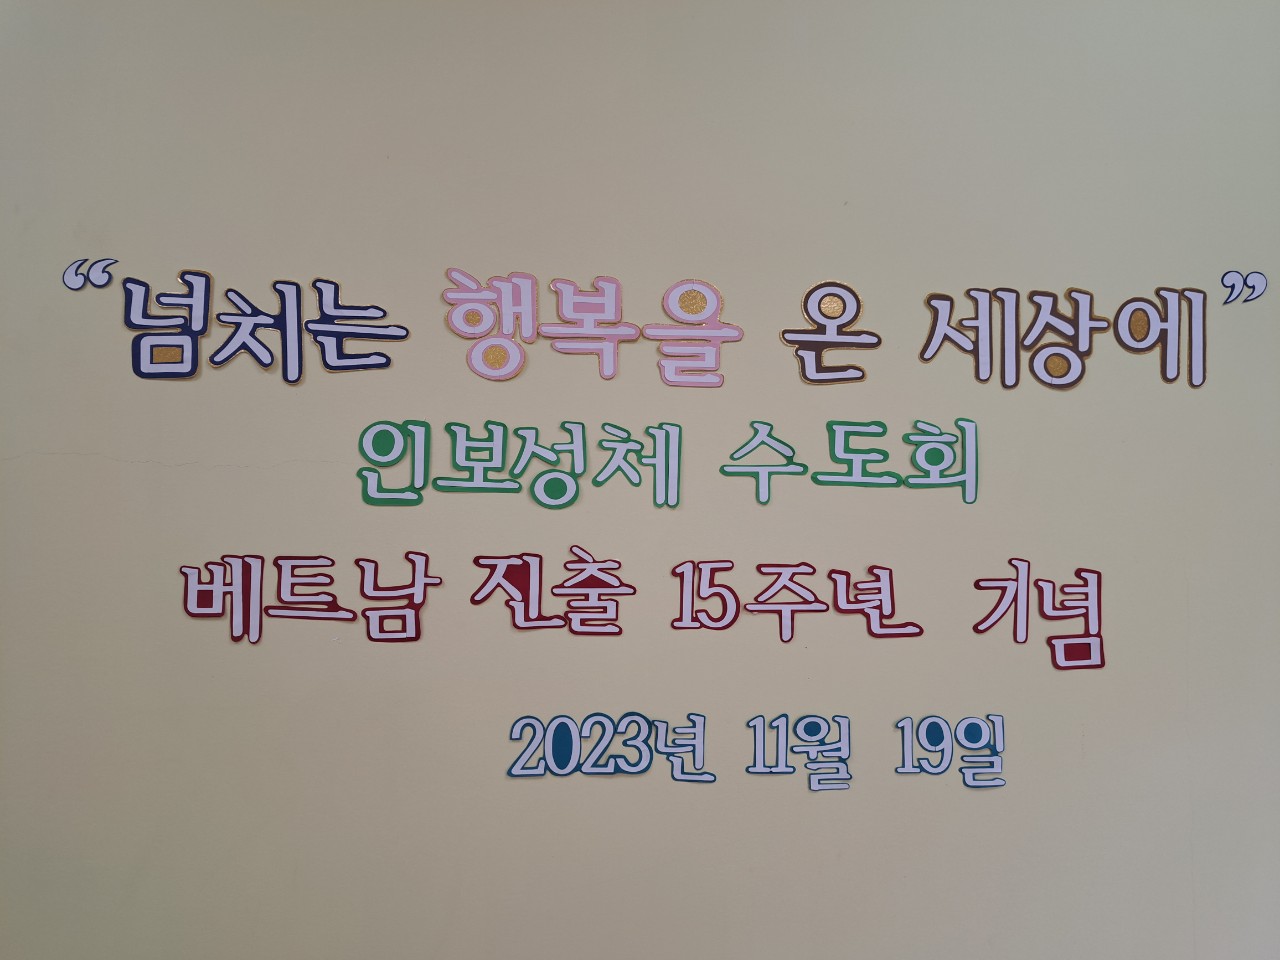 “넘치는 행복을 온 세상에”
인보성체 수도회
베트남 진출 15주년 기념
2023년 11월 19일